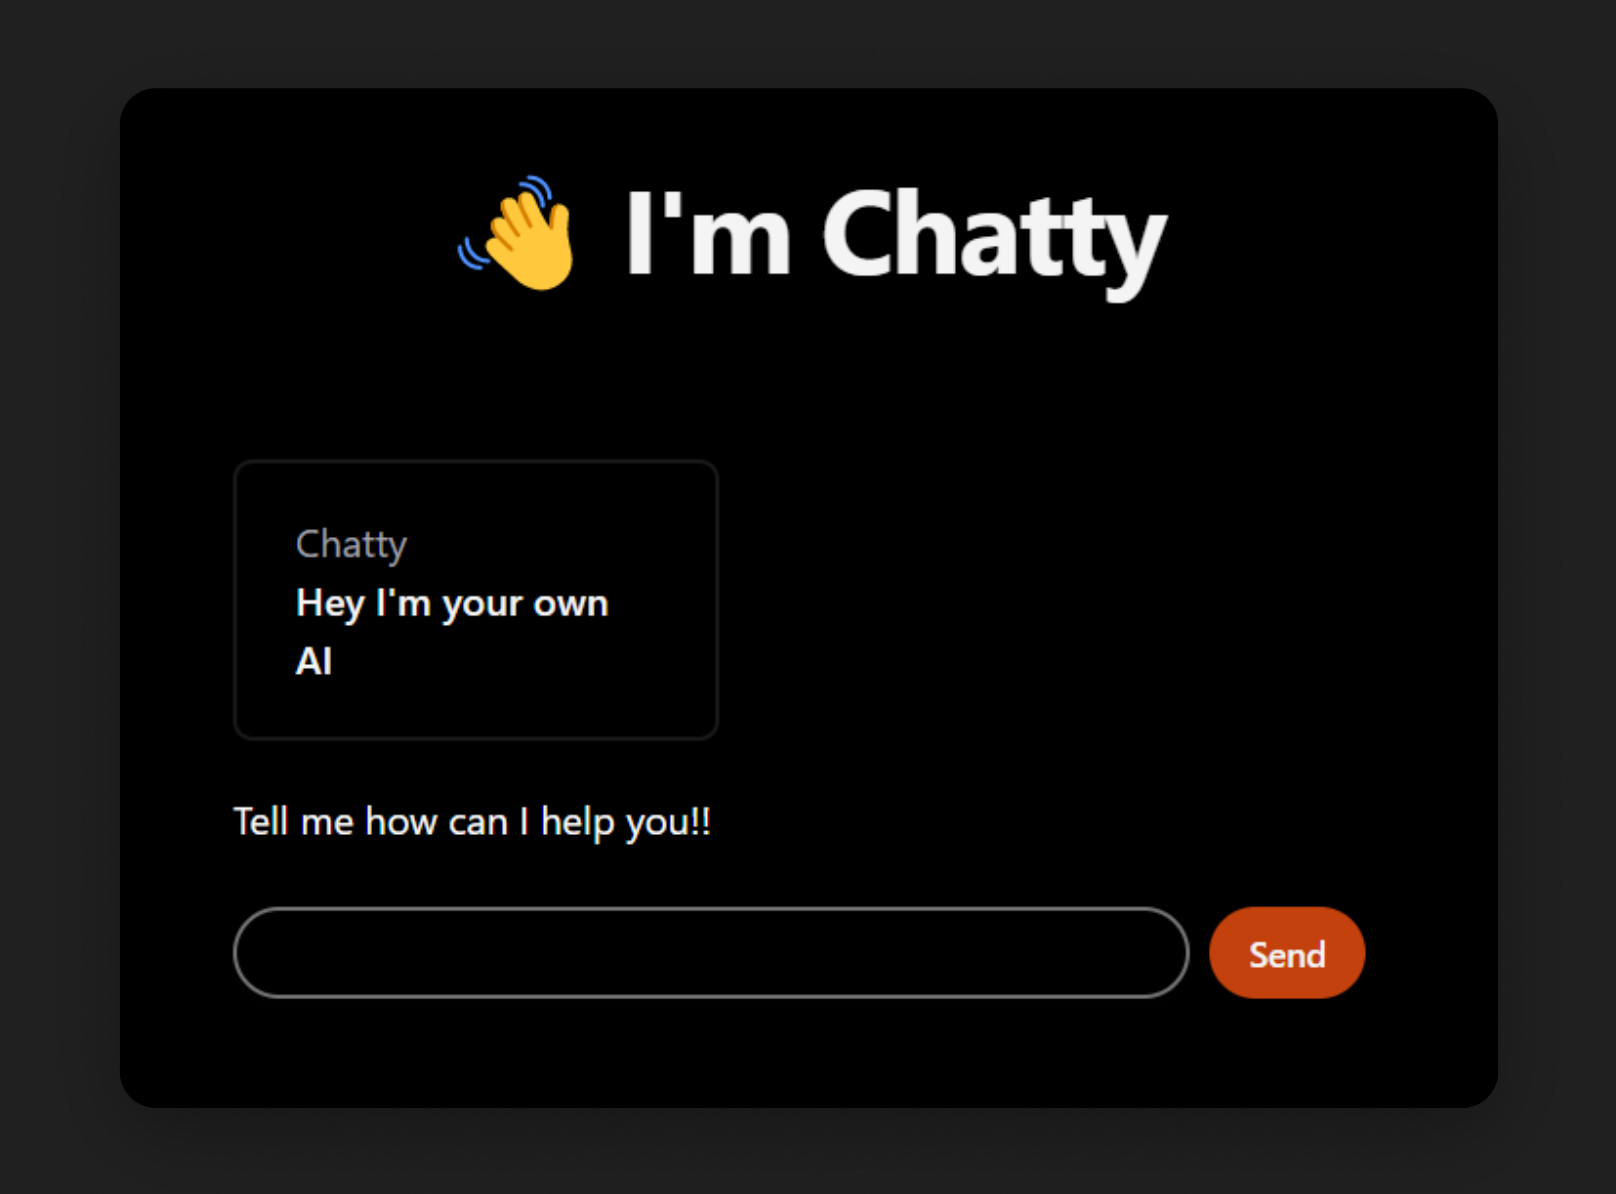 👋 I'm Chatty
Chatty
Hey I'm your own
AI
Tell me how can I help you!!
Send